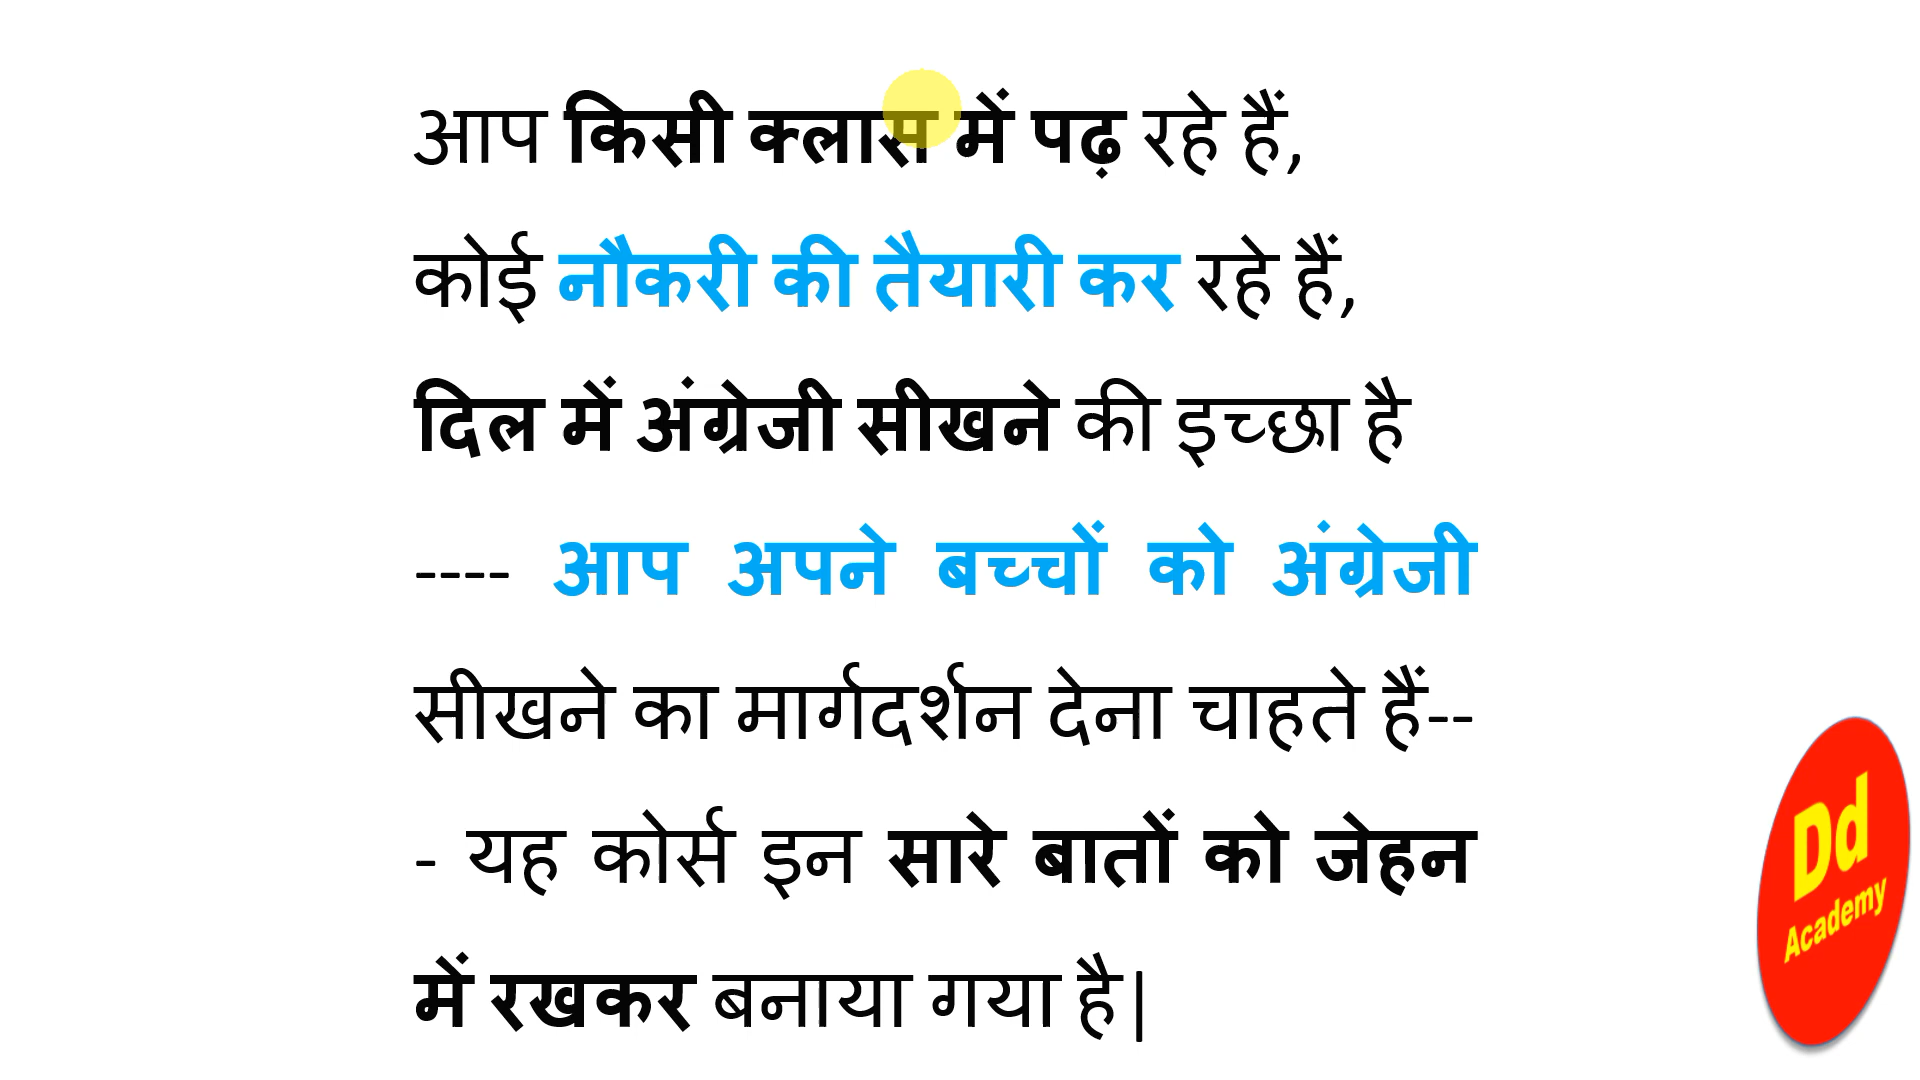 आप किसी क्लास में पढ़ रहे हैं,
कोई नौकरी की तैयारी कर रहे हैं,
दिल में अंग्रेजी सीखने की इच्छा है
---- आप अपने बच्चों को अंग्रेजी
सीखने का मार्गदर्शन देना चाहते हैं--
- यह कोर्स इन सारे बातों को जेहन
में रखकर बनाया गया है|
Dd
Academy